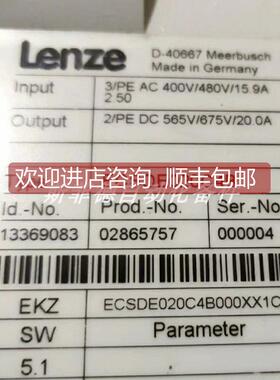 Lenze
D-40667 Meerbusch
Made in Germany
Input 3/PE AC 400V/480V/15.9A
2 50
Output 2/PE DC 565V/675V/20.0A
欢迎进店咨询 顺丰包邮
Id.-No. Prod.-No. Ser.-No
13369083 02865757 000004
EKZ ECSDE020C4B000XX1C
SW Parameter
5.1